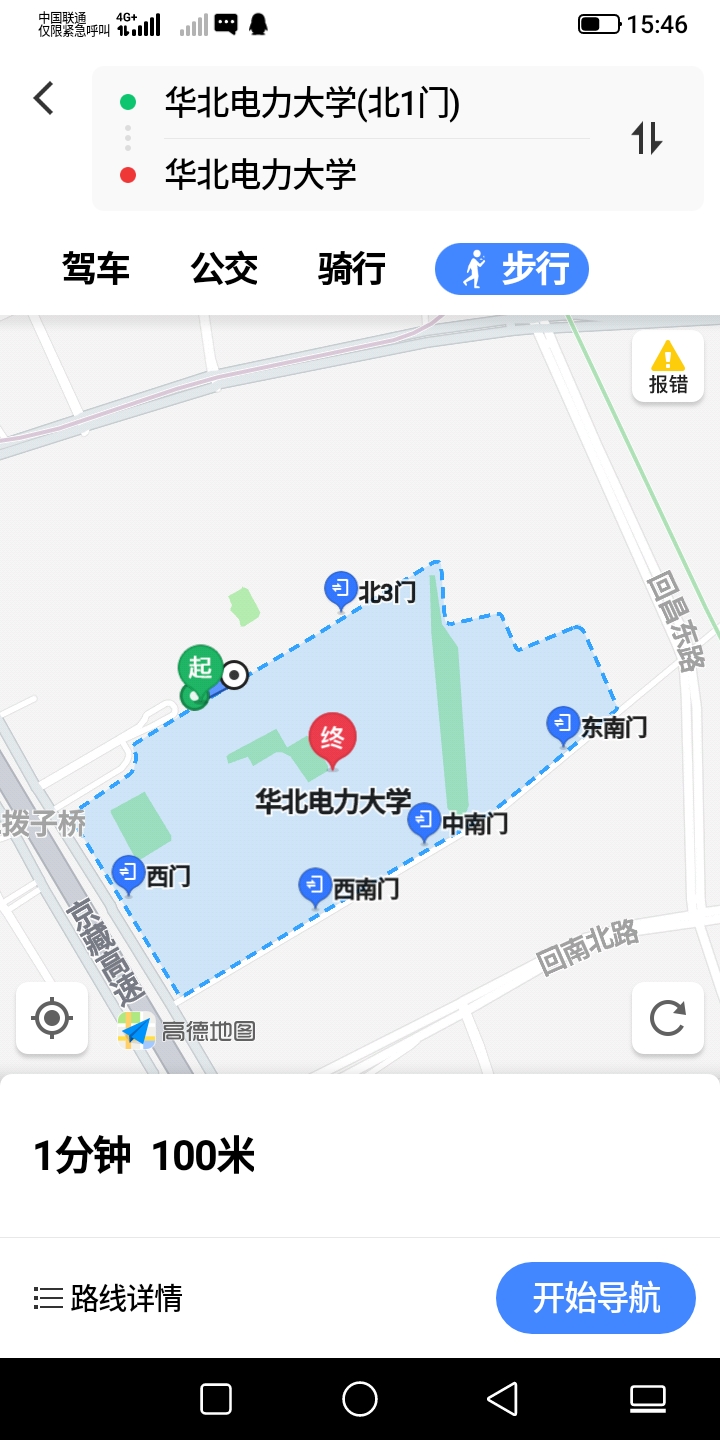 中国联通
仅限紧急呼叫
4G+
15:46
华北电力大学(北1门)
华北电力大学
驾车 公交 骑行 步行
报错
回昌东路
北3门
起
终
东南门
华北电力大学
中南门
拨子桥
西门
西南门
京藏高速
回南北路
高德地图
1分钟 100米
路线详情
开始导航